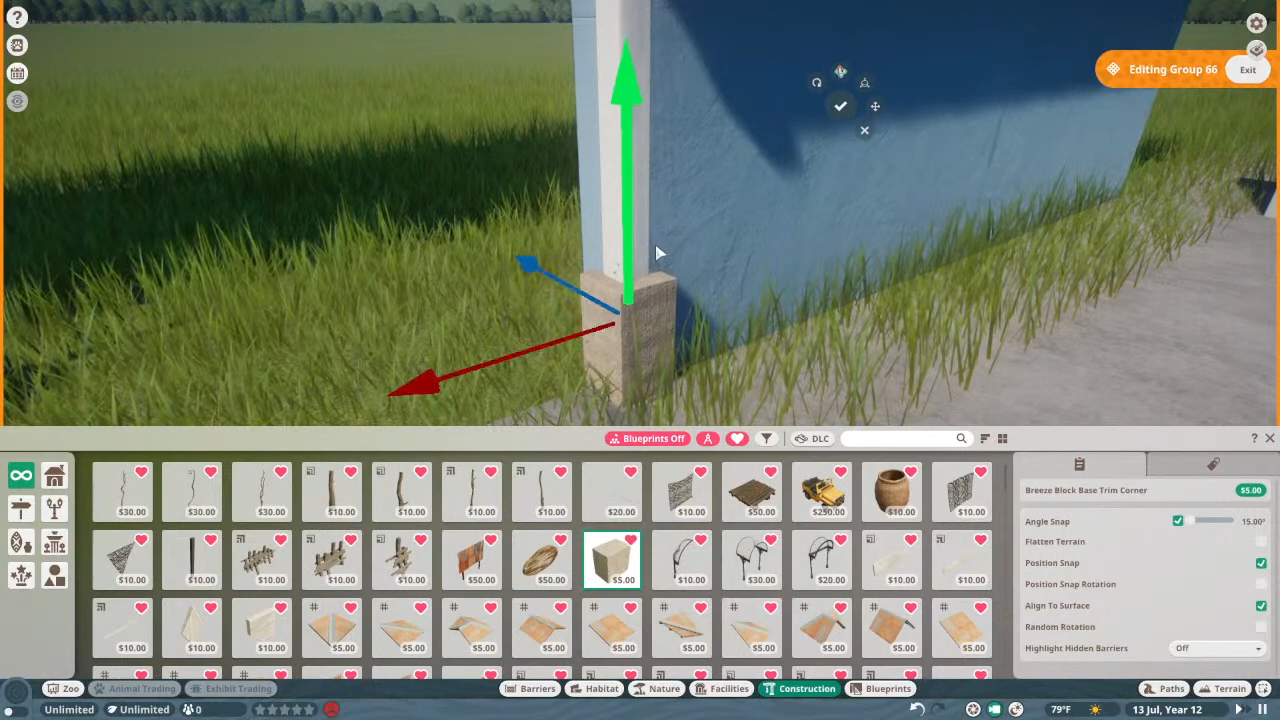 ?
Editing Group 66
Exit
Blueprints Off
DLC
?
$30.00
$30.00
$30.00
$10.00
$10.00
$10.00
$10.00
$20.00
$10.00
$50.00
$250.00
$10.00
$10.00
Breeze Block Base Trim Corner
$5.00
Angle Snap
15.00°
Flatten Terrain
Position Snap
Position Snap Rotation
Align To Surface
Random Rotation
Highlight Hidden Barriers
Off
$10.00
$10.00
$10.00
$10.00
$10.00
$50.00
$50.00
$5.00
$10.00
$30.00
$20.00
$10.00
$10.00
$10.00
$10.00
$10.00
$5.00
$5.00
$5.00
$5.00
$5.00
$5.00
$5.00
$5.00
$5.00
$5.00
Zoo
Animal Trading
Exhibit Trading
Barriers
Habitat
Nature
Facilities
Construction
Blueprints
Paths
Terrain
Unlimited
Unlimited
0
79°F
13 Jul, Year 12